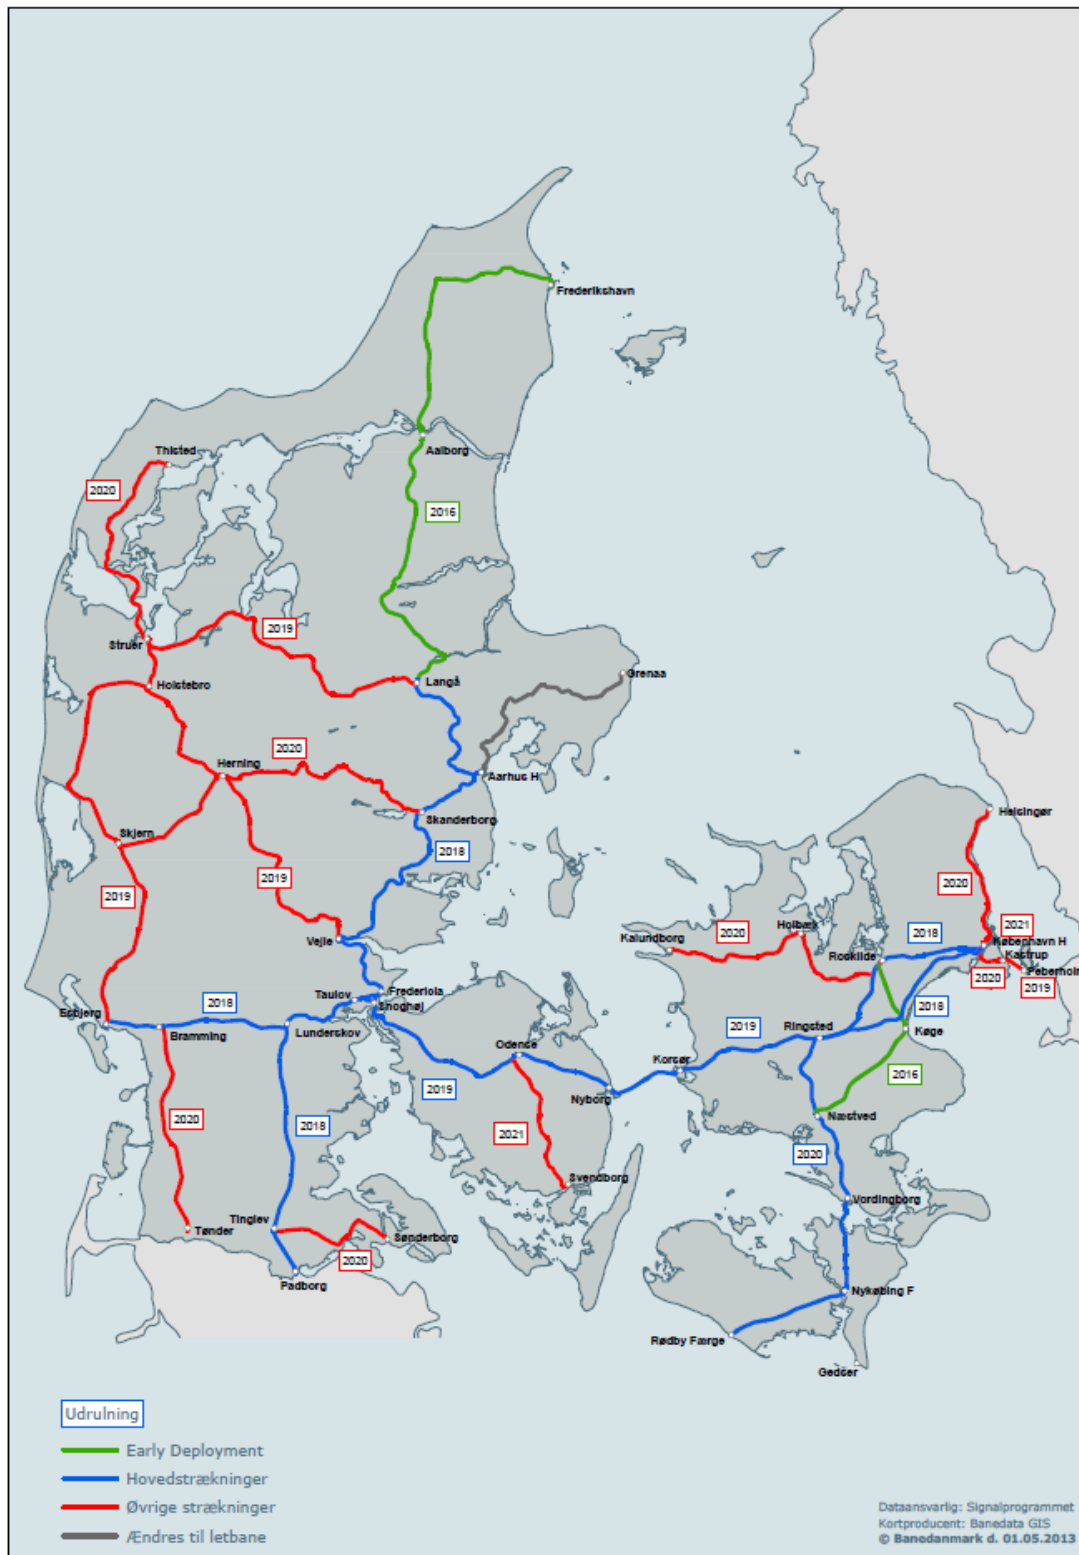 Frederikshavn
Aalborg
Thisted
2020
2016
Struer
2019
Holstebro
Langå
Grenaa
Herning
2020
Aarhus H
Skanderborg
Skjern
2018
2019
2019
Vejle
Helsingør
2020
2021
København H
Kastrup
Peberholm
2019
2020
2018
Roskilde
Holbæk
2020
Kalundborg
2018
Køge
Ringsted
2019
Korsør
2016
Næstved
Fredericia
Taulov
Snoghøj
Esbjerg
2018
Bramming
Lunderskov
Odense
2019
Nyborg
2020
2018
2021
Svendborg
2020
Vordingborg
Tønder
Tinglev
Sønderborg
2020
Padborg
Nykøbing F
Rødby Færge
Gedser
Udrulning
Early Deployment
Hovedstrækninger
Øvrige strækninger
Ændres til letbane
Dataansvarlig: Signalprogrammet
Kortproducent: Banedata GIS
© Banedanmark d. 01.05.2013